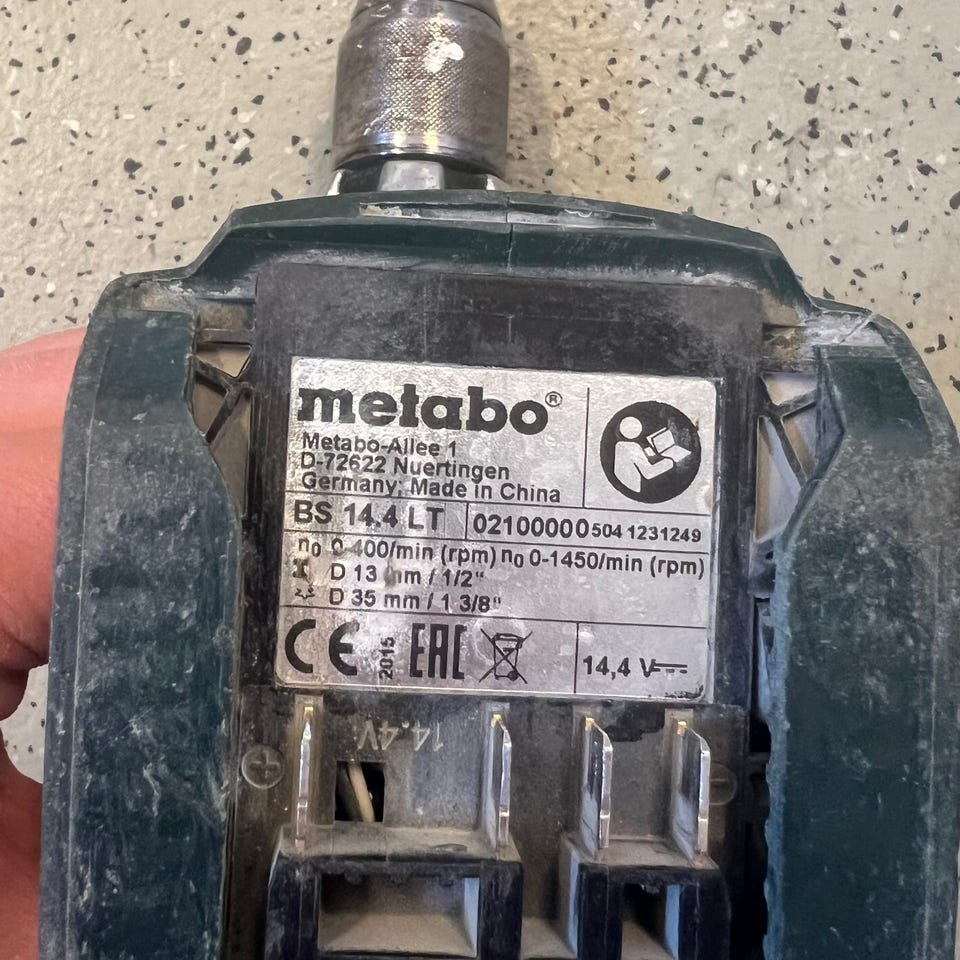 metabo®
Metabo-Allee 1
D-72622 Nuertingen
Germany; Made in China
BS 14.4 LT
02100000 504 1231249
n0 0-400/min (rpm) n0 0-1450/min (rpm)
D 13 mm / 1/2"
D 35 mm / 1 3/8"
CE 2015 EAC
14,4 V
14.4V